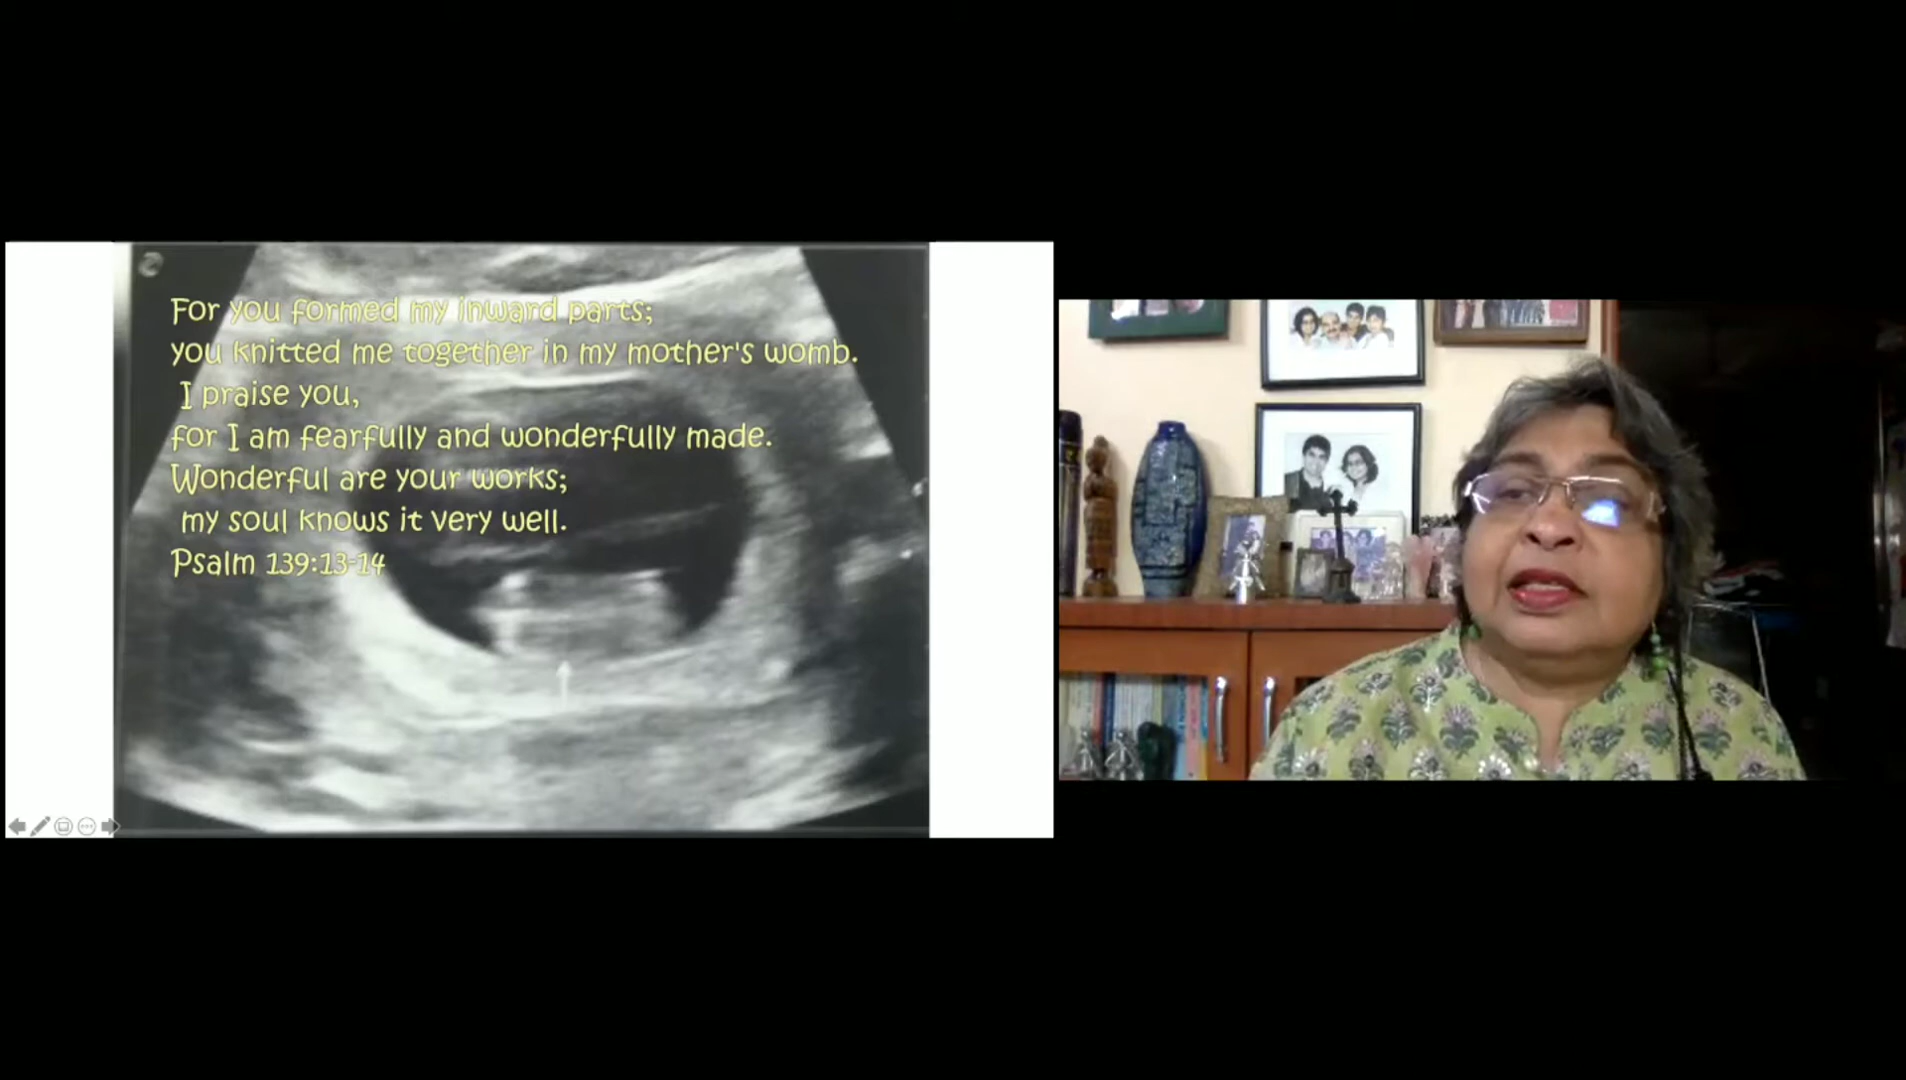 For you formed my inward parts;
you knitted me together in my mother's womb.
I praise you,
for I am fearfully and wonderfully made.
Wonderful are your works;
my soul knows it very well.
Psalm 139:13-14